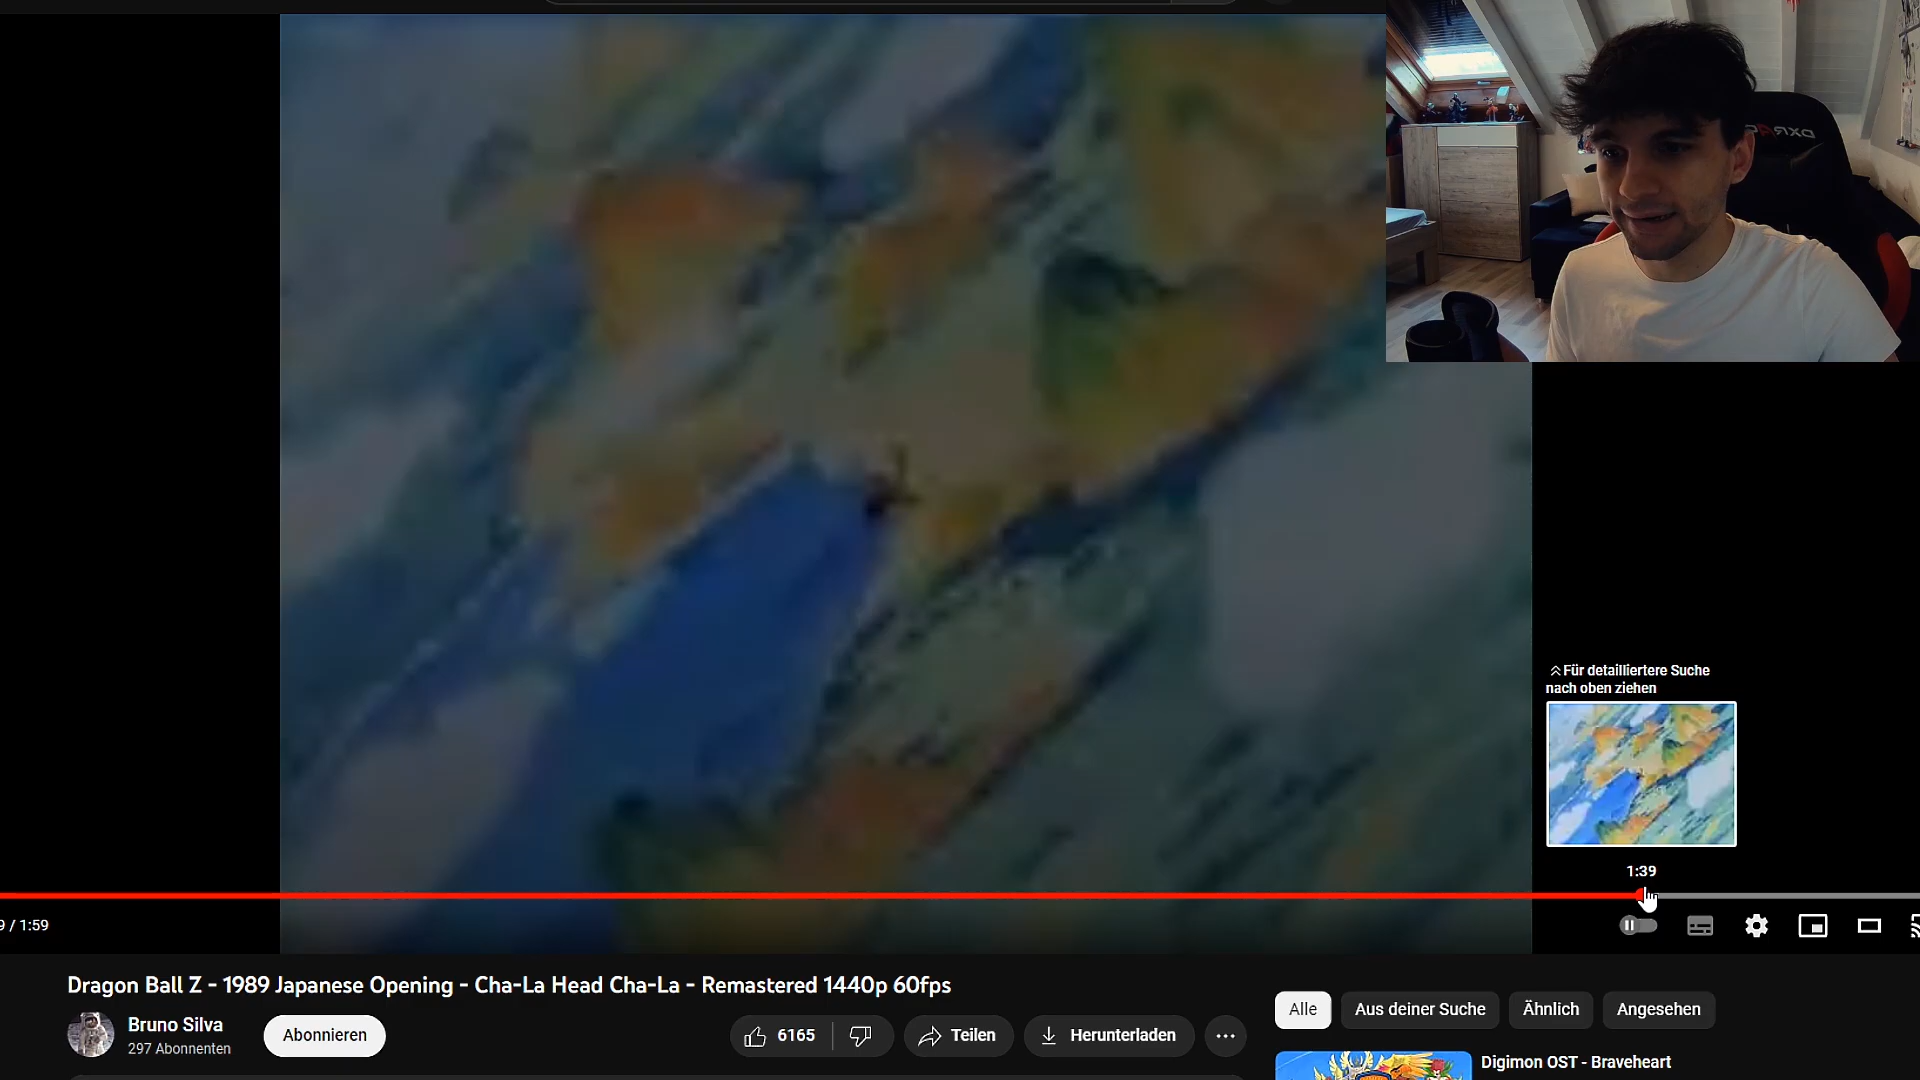 DXRACER
Für detailliertere Suche
nach oben ziehen
1:39
9 / 1:59
Dragon Ball Z - 1989 Japanese Opening - Cha-La Head Cha-La - Remastered 1440p 60fps
Bruno Silva
297 Abonnenten
Abonnieren
6165
Teilen
Herunterladen
Alle
Aus deiner Suche
Ähnlich
Angesehen
Digimon OST - Braveheart